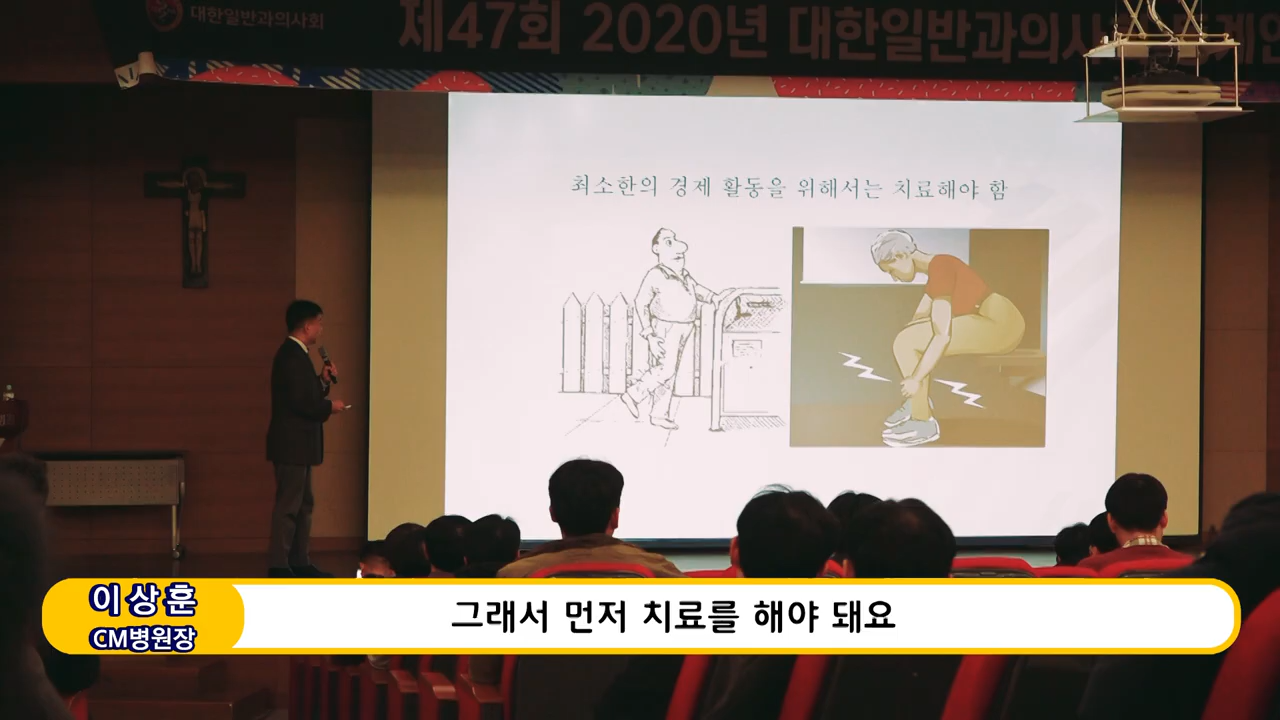 대한일반과의사회
제47회 2020년 대한일반과의사
최소한의 경제 활동을 위해서는 치료해야 함
이상훈
CM병원장
그래서 먼저 치료를 해야 돼요